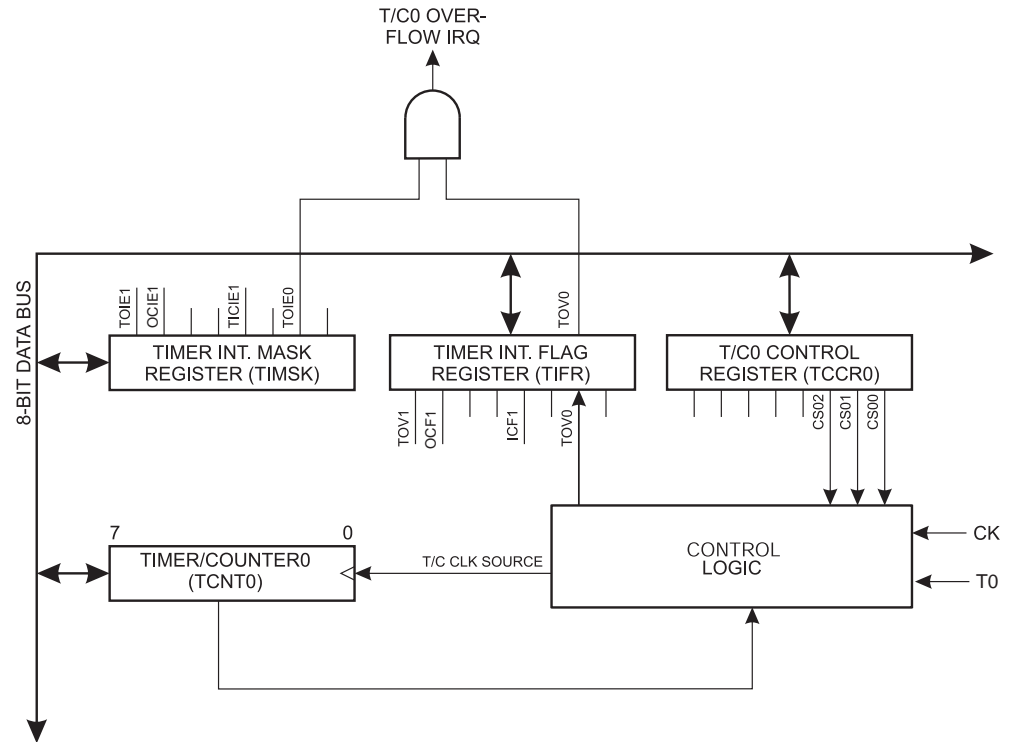 T/C0 OVER-
FLOW IRQ
8-BIT DATA BUS
TOIE1
OCIE1
TICIE1
TOIE0
TOV0
TIMER INT. MASK
REGISTER (TIMSK)
TIMER INT. FLAG
REGISTER (TIFR)
T/C0 CONTROL
REGISTER (TCCR0)
TOV1
OCF1
ICF1
TOV0
CS02
CS01
CS00
7
0
TIMER/COUNTER0
(TCNT0)
T/C CLK SOURCE
CONTROL
LOGIC
CK
T0